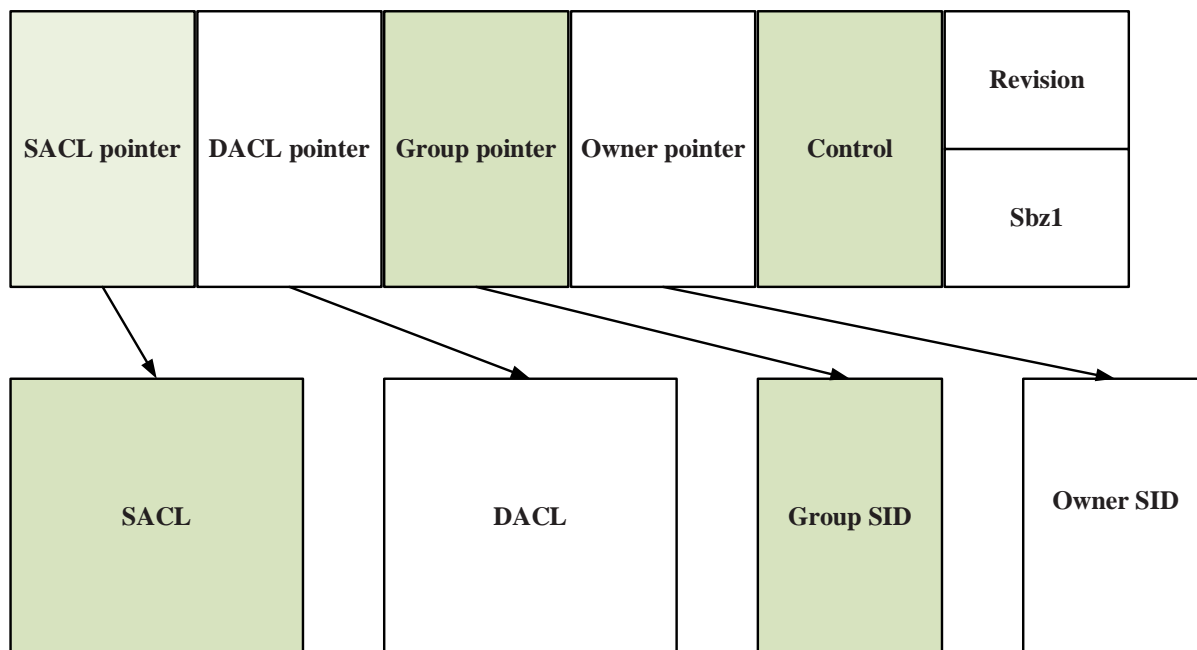 SACL pointer
DACL pointer
Group pointer
Owner pointer
Control
Revision
Sbz1
SACL
DACL
Group SID
Owner SID